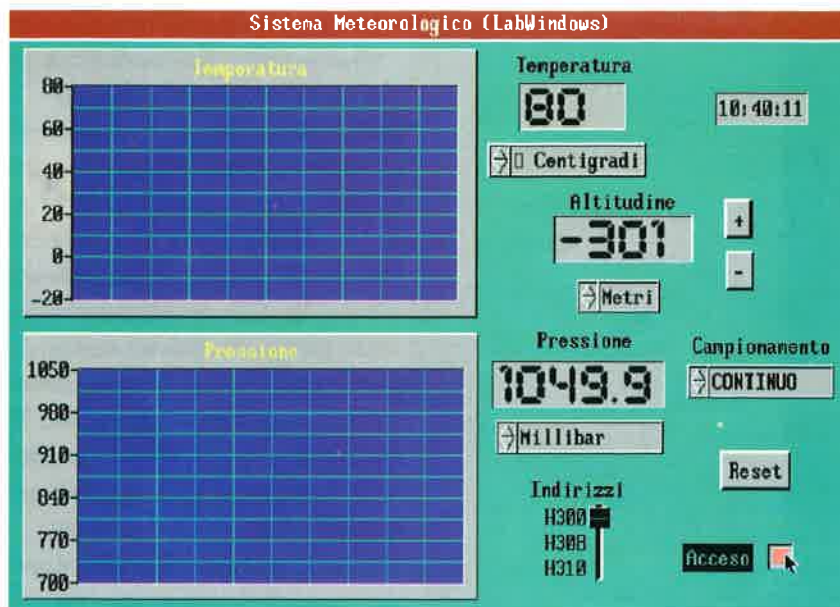 Sistema Meteorologico (LabWindows)
Temperatura
80
60
40
20
0
-20
Temperatura
80
10:40:11
Centigradi
Altitudine
-301
+
-
Metri
Pressione
1050
980
910
840
770
700
Pressione
1049.9
Millibar
Campionamento
CONTINUO
Reset
Indirizzi
H300
H308
H310
Acceso